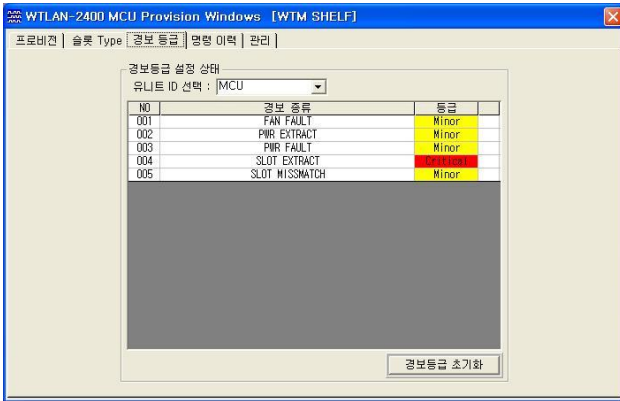 WTLAN-2400 MCU Provision Windows [WTM SHELF]
프로비젼 슬롯 Type 경보 등급 명령 이력 관리
경보등급 설정 상태
유니트 ID 선택 : MCU
NO 경보 종류 등급
001 FAN FAULT Minor
002 PWR EXTRACT Minor
003 PWR FAULT Minor
004 SLOT EXTRACT Critical
005 SLOT MISSMATCH Minor
경보등급 초기화